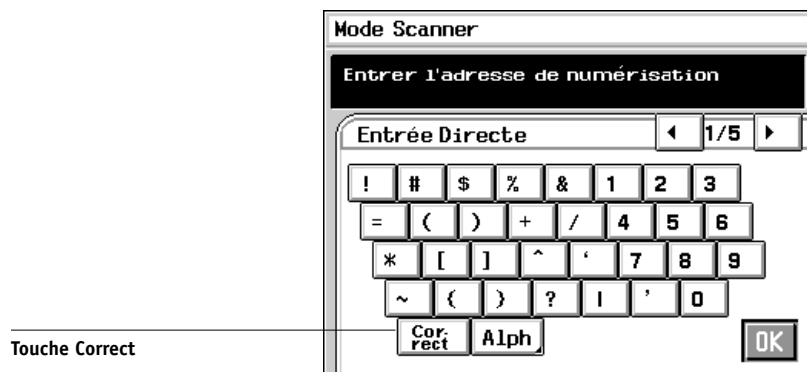 Mode Scanner
Entrer l'adresse de numérisation
Entrée Directe ◄ 1/5 ►
! # $ % & 1 2 3
= ( ) + / 4 5 6
* [ ] ^ ‘ 7 8 9
~ { } ? | ’ 0
Cor-
rect Alph OK
Touche Correct